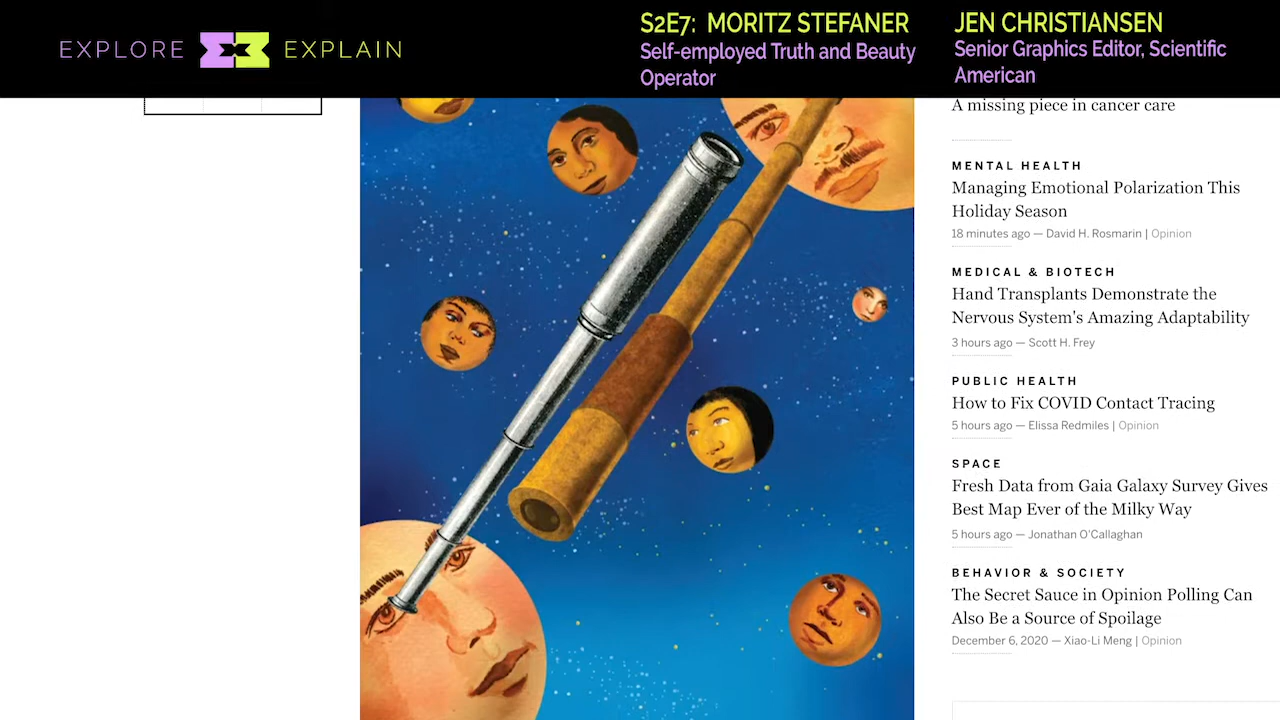 EXPLORE EXPLAIN
S2E7: MORITZ STEFANER
Self-employed Truth and Beauty
Operator
JEN CHRISTIANSEN
Senior Graphics Editor, Scientific
American
A missing piece in cancer care
MENTAL HEALTH
Managing Emotional Polarization This
Holiday Season
18 minutes ago — David H. Rosmarin | Opinion
MEDICAL & BIOTECH
Hand Transplants Demonstrate the
Nervous System's Amazing Adaptability
3 hours ago — Scott H. Frey
PUBLIC HEALTH
How to Fix COVID Contact Tracing
5 hours ago — Elissa Redmiles | Opinion
SPACE
Fresh Data from Gaia Galaxy Survey Gives
Best Map Ever of the Milky Way
5 hours ago — Jonathan O'Callaghan
BEHAVIOR & SOCIETY
The Secret Sauce in Opinion Polling Can
Also Be a Source of Spoilage
December 6, 2020 — Xiao-Li Meng | Opinion